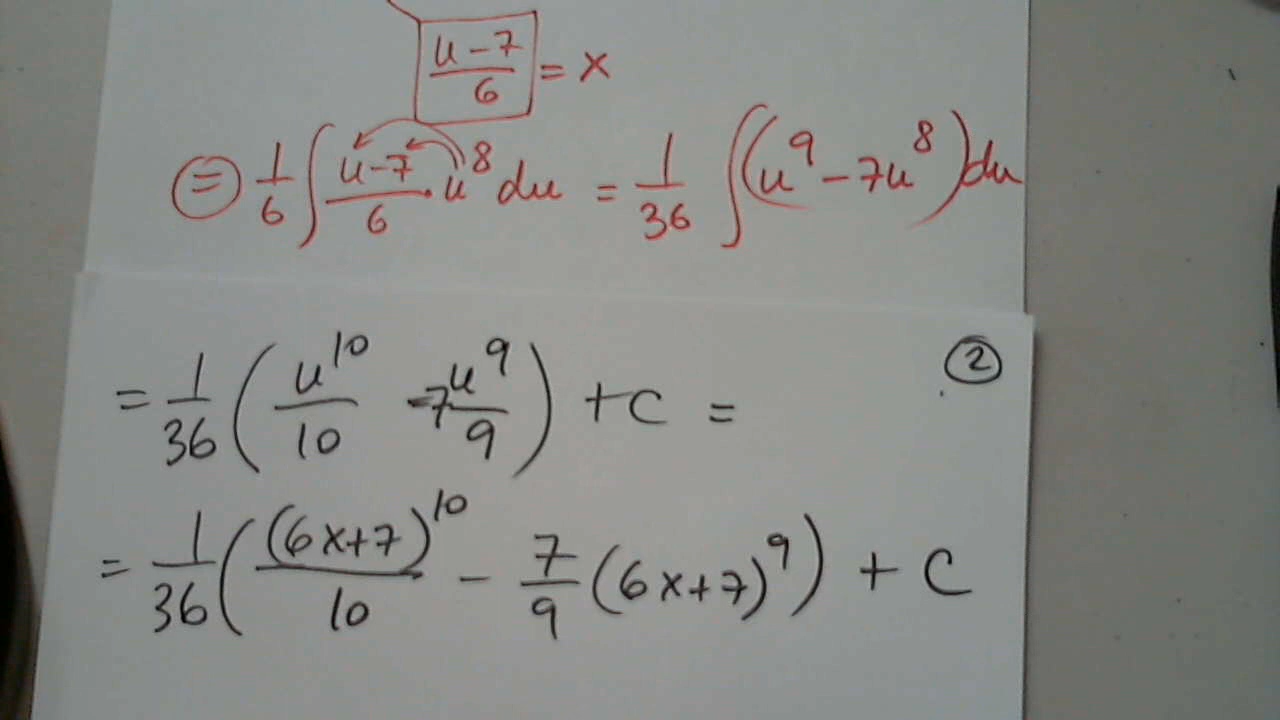 (u-7)/6 = x
(=) 1/6 ∫ (u-7)/6 · u^8 du = 1/36 ∫(u^9 - 7u^8)du
②
= 1/36 (u^10/10 - 7 u^9/9) + C =
= 1/36 ((6x+7)^10/10 - 7/9 (6x+7)^9) + C